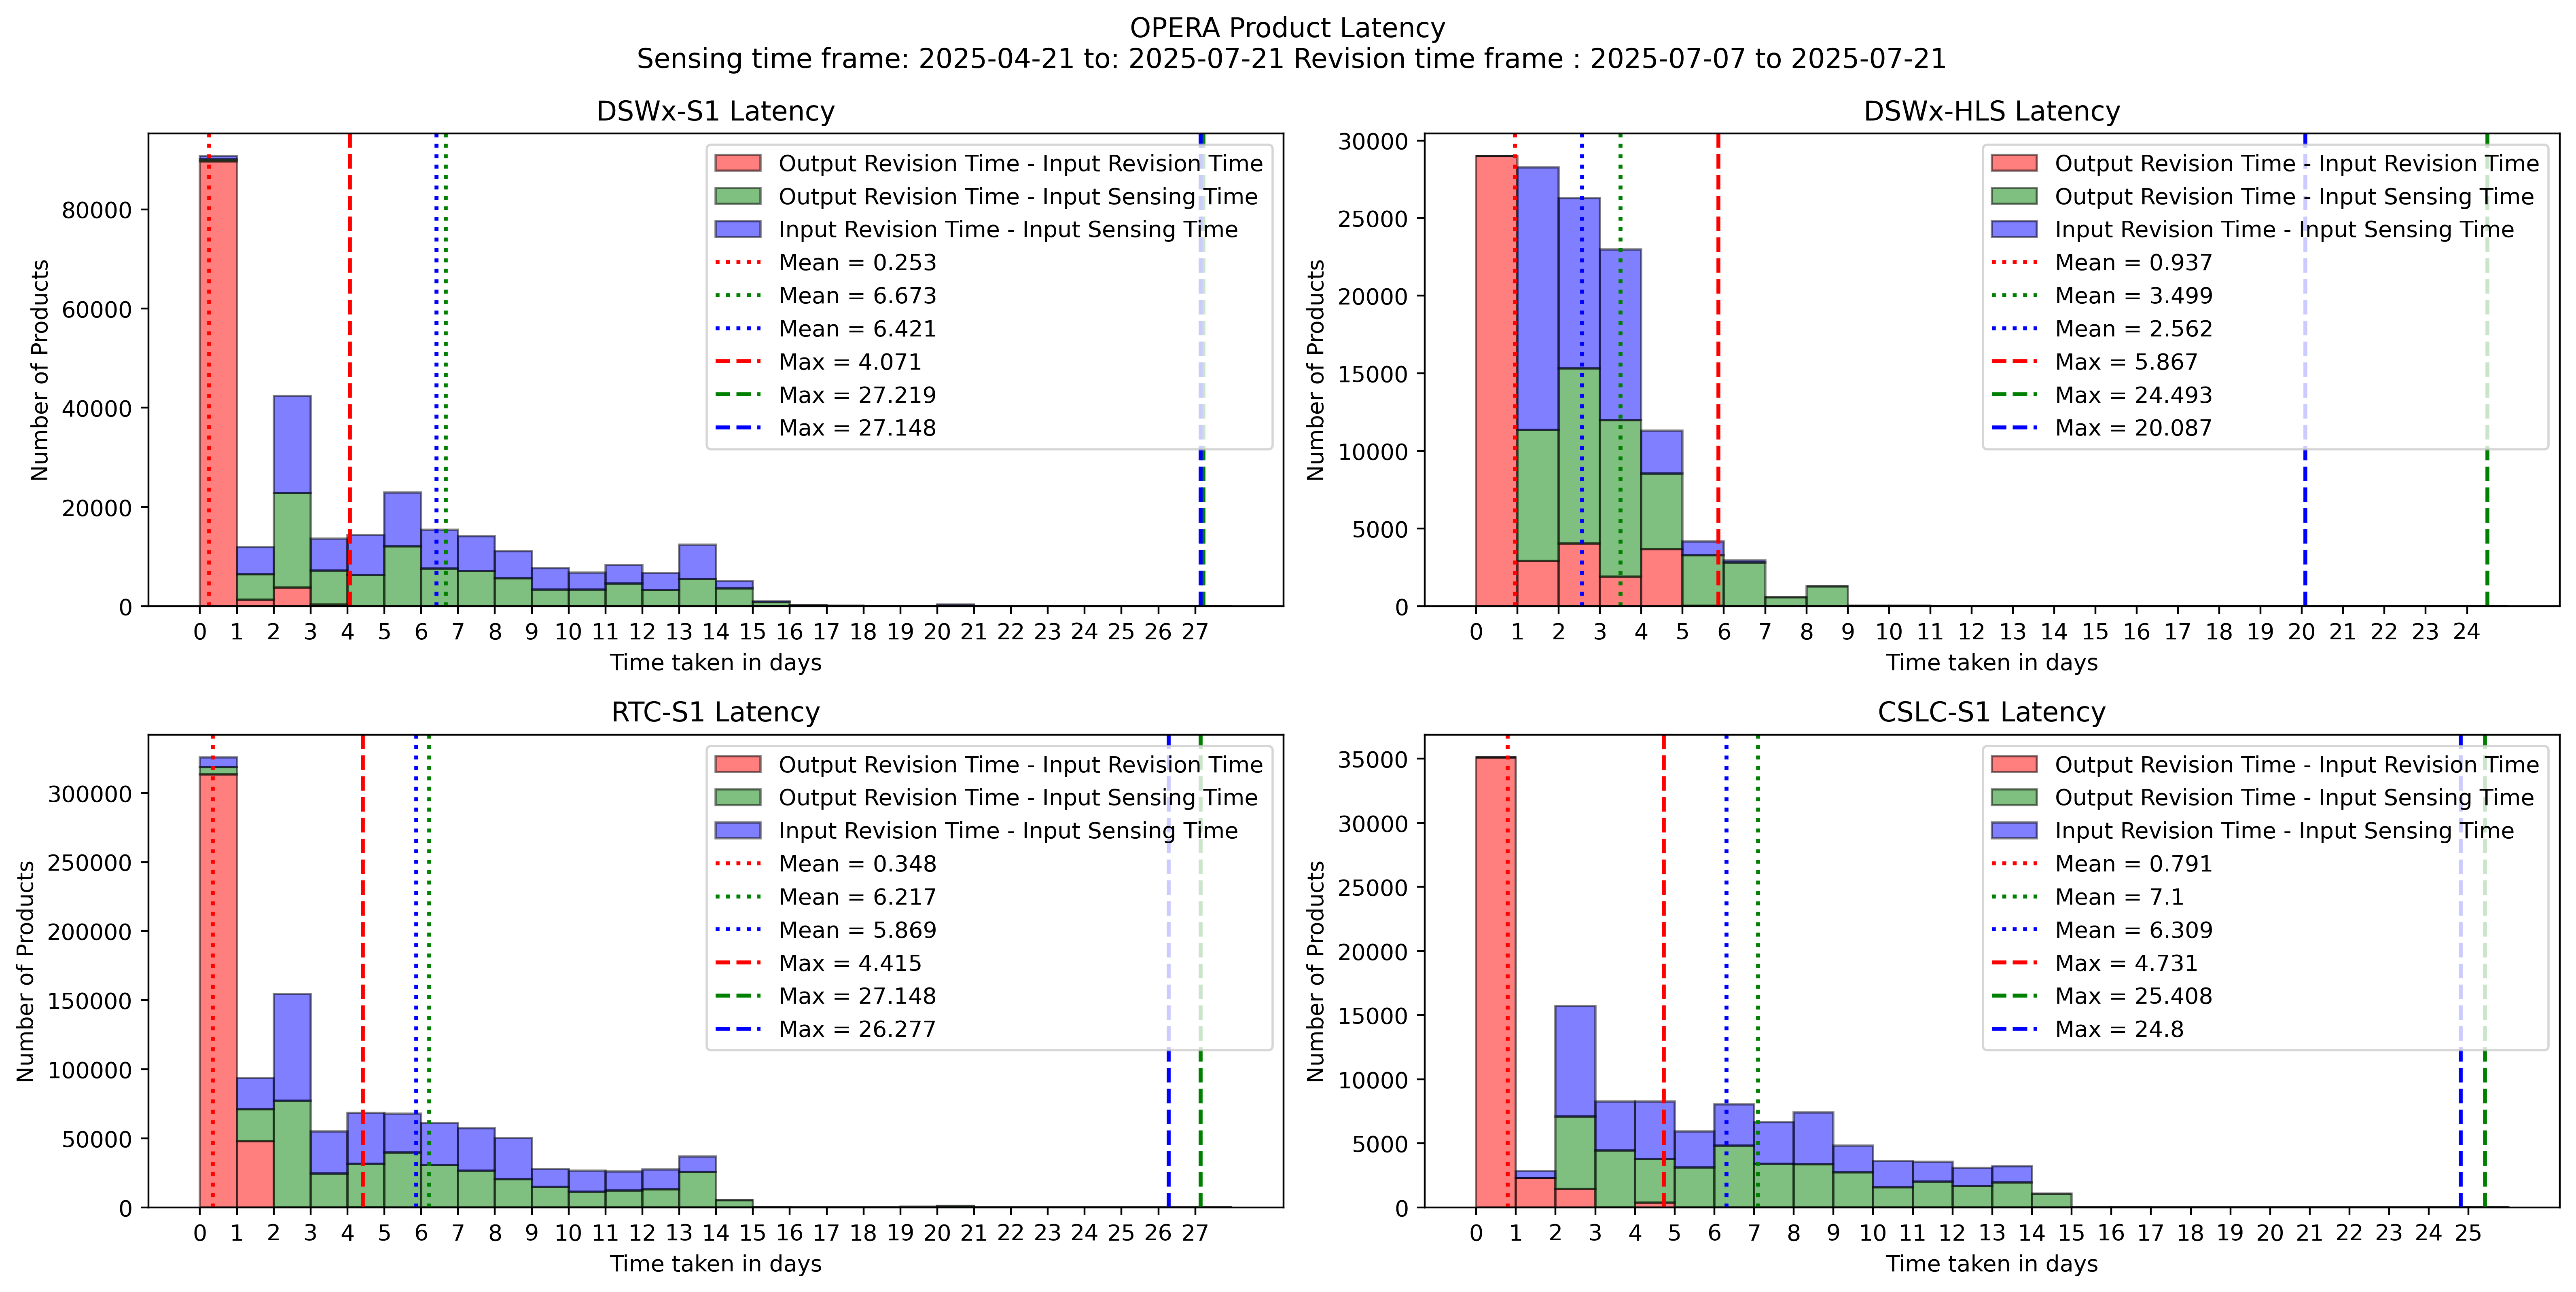 OPERA Product Latency
Sensing time frame: 2025-04-21 to: 2025-07-21 Revision time frame : 2025-07-07 to 2025-07-21
DSWx-S1 Latency
Number of Products
80000
60000
40000
20000
0
Output Revision Time - Input Revision Time
Output Revision Time - Input Sensing Time
Input Revision Time - Input Sensing Time
Mean = 0.253
Mean = 6.673
Mean = 6.421
Max = 4.071
Max = 27.219
Max = 27.148
0 1 2 3 4 5 6 7 8 9 10 11 12 13 14 15 16 17 18 19 20 21 22 23 24 25 26 27
Time taken in days
DSWx-HLS Latency
Number of Products
30000
25000
20000
15000
10000
5000
0
Output Revision Time - Input Revision Time
Output Revision Time - Input Sensing Time
Input Revision Time - Input Sensing Time
Mean = 0.937
Mean = 3.499
Mean = 2.562
Max = 5.867
Max = 24.493
Max = 20.087
0 1 2 3 4 5 6 7 8 9 10 11 12 13 14 15 16 17 18 19 20 21 22 23 24
Time taken in days
RTC-S1 Latency
Number of Products
300000
250000
200000
150000
100000
50000
0
Output Revision Time - Input Revision Time
Output Revision Time - Input Sensing Time
Input Revision Time - Input Sensing Time
Mean = 0.348
Mean = 6.217
Mean = 5.869
Max = 4.415
Max = 27.148
Max = 26.277
0 1 2 3 4 5 6 7 8 9 10 11 12 13 14 15 16 17 18 19 20 21 22 23 24 25 26 27
Time taken in days
CSLC-S1 Latency
Number of Products
35000
30000
25000
20000
15000
10000
5000
0
Output Revision Time - Input Revision Time
Output Revision Time - Input Sensing Time
Input Revision Time - Input Sensing Time
Mean = 0.791
Mean = 7.1
Mean = 6.309
Max = 4.731
Max = 25.408
Max = 24.8
0 1 2 3 4 5 6 7 8 9 10 11 12 13 14 15 16 17 18 19 20 21 22 23 24 25
Time taken in days